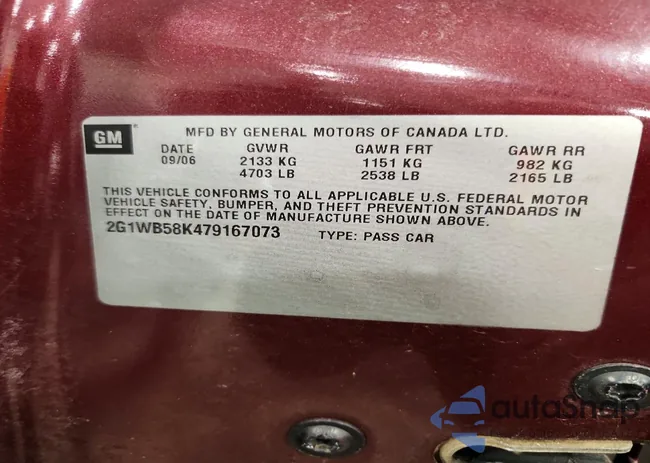 GM MFD BY GENERAL MOTORS OF CANADA LTD.
DATE GVWR GAWR FRT GAWR RR
09/06 2133 KG 1151 KG 982 KG
4703 LB 2538 LB 2165 LB
THIS VEHICLE CONFORMS TO ALL APPLICABLE U.S. FEDERAL MOTOR
VEHICLE SAFETY, BUMPER, AND THEFT PREVENTION STANDARDS IN
EFFECT ON THE DATE OF MANUFACTURE SHOWN ABOVE.
2G1WB58K479167073 TYPE: PASS CAR
autoSnap